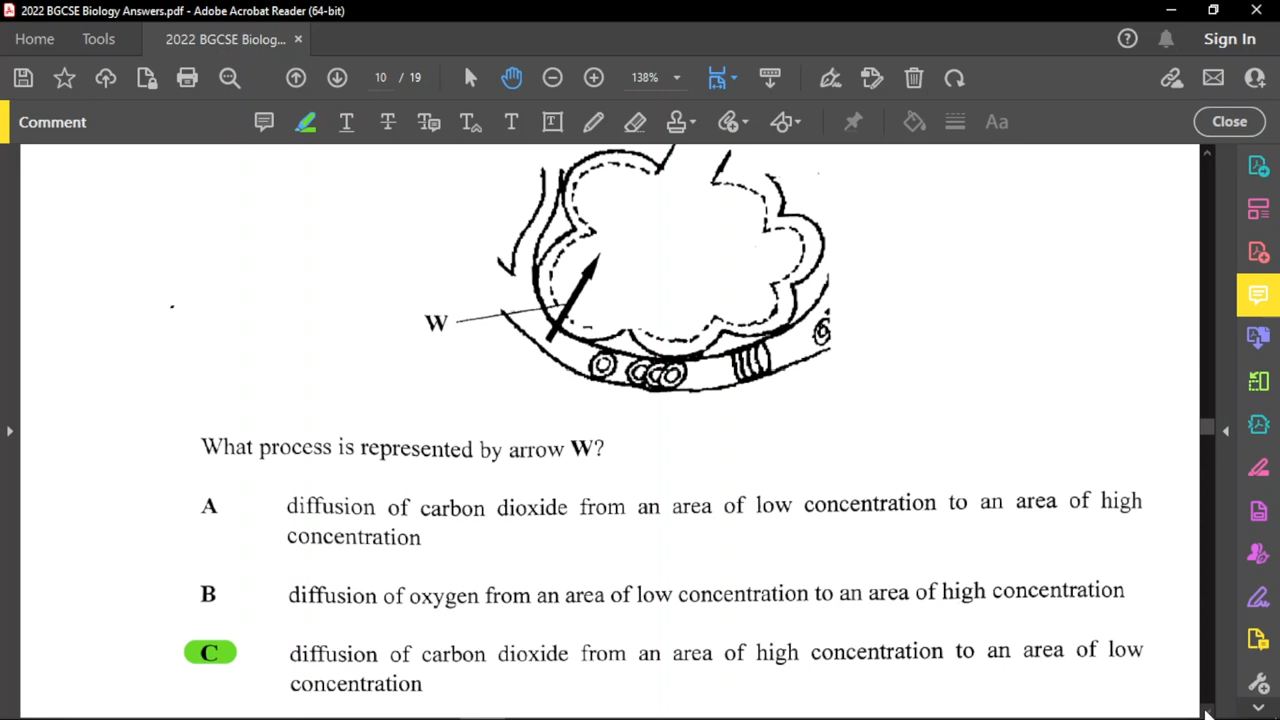 2022 BGCSE Biology Answers.pdf - Adobe Acrobat Reader (64-bit)
Home Tools 2022 BGCSE Biolog... × Sign In
10 / 19 138%
Comment Close
W
What process is represented by arrow W?
A diffusion of carbon dioxide from an area of low concentration to an area of high
concentration
B diffusion of oxygen from an area of low concentration to an area of high concentration
C diffusion of carbon dioxide from an area of high concentration to an area of low
concentration